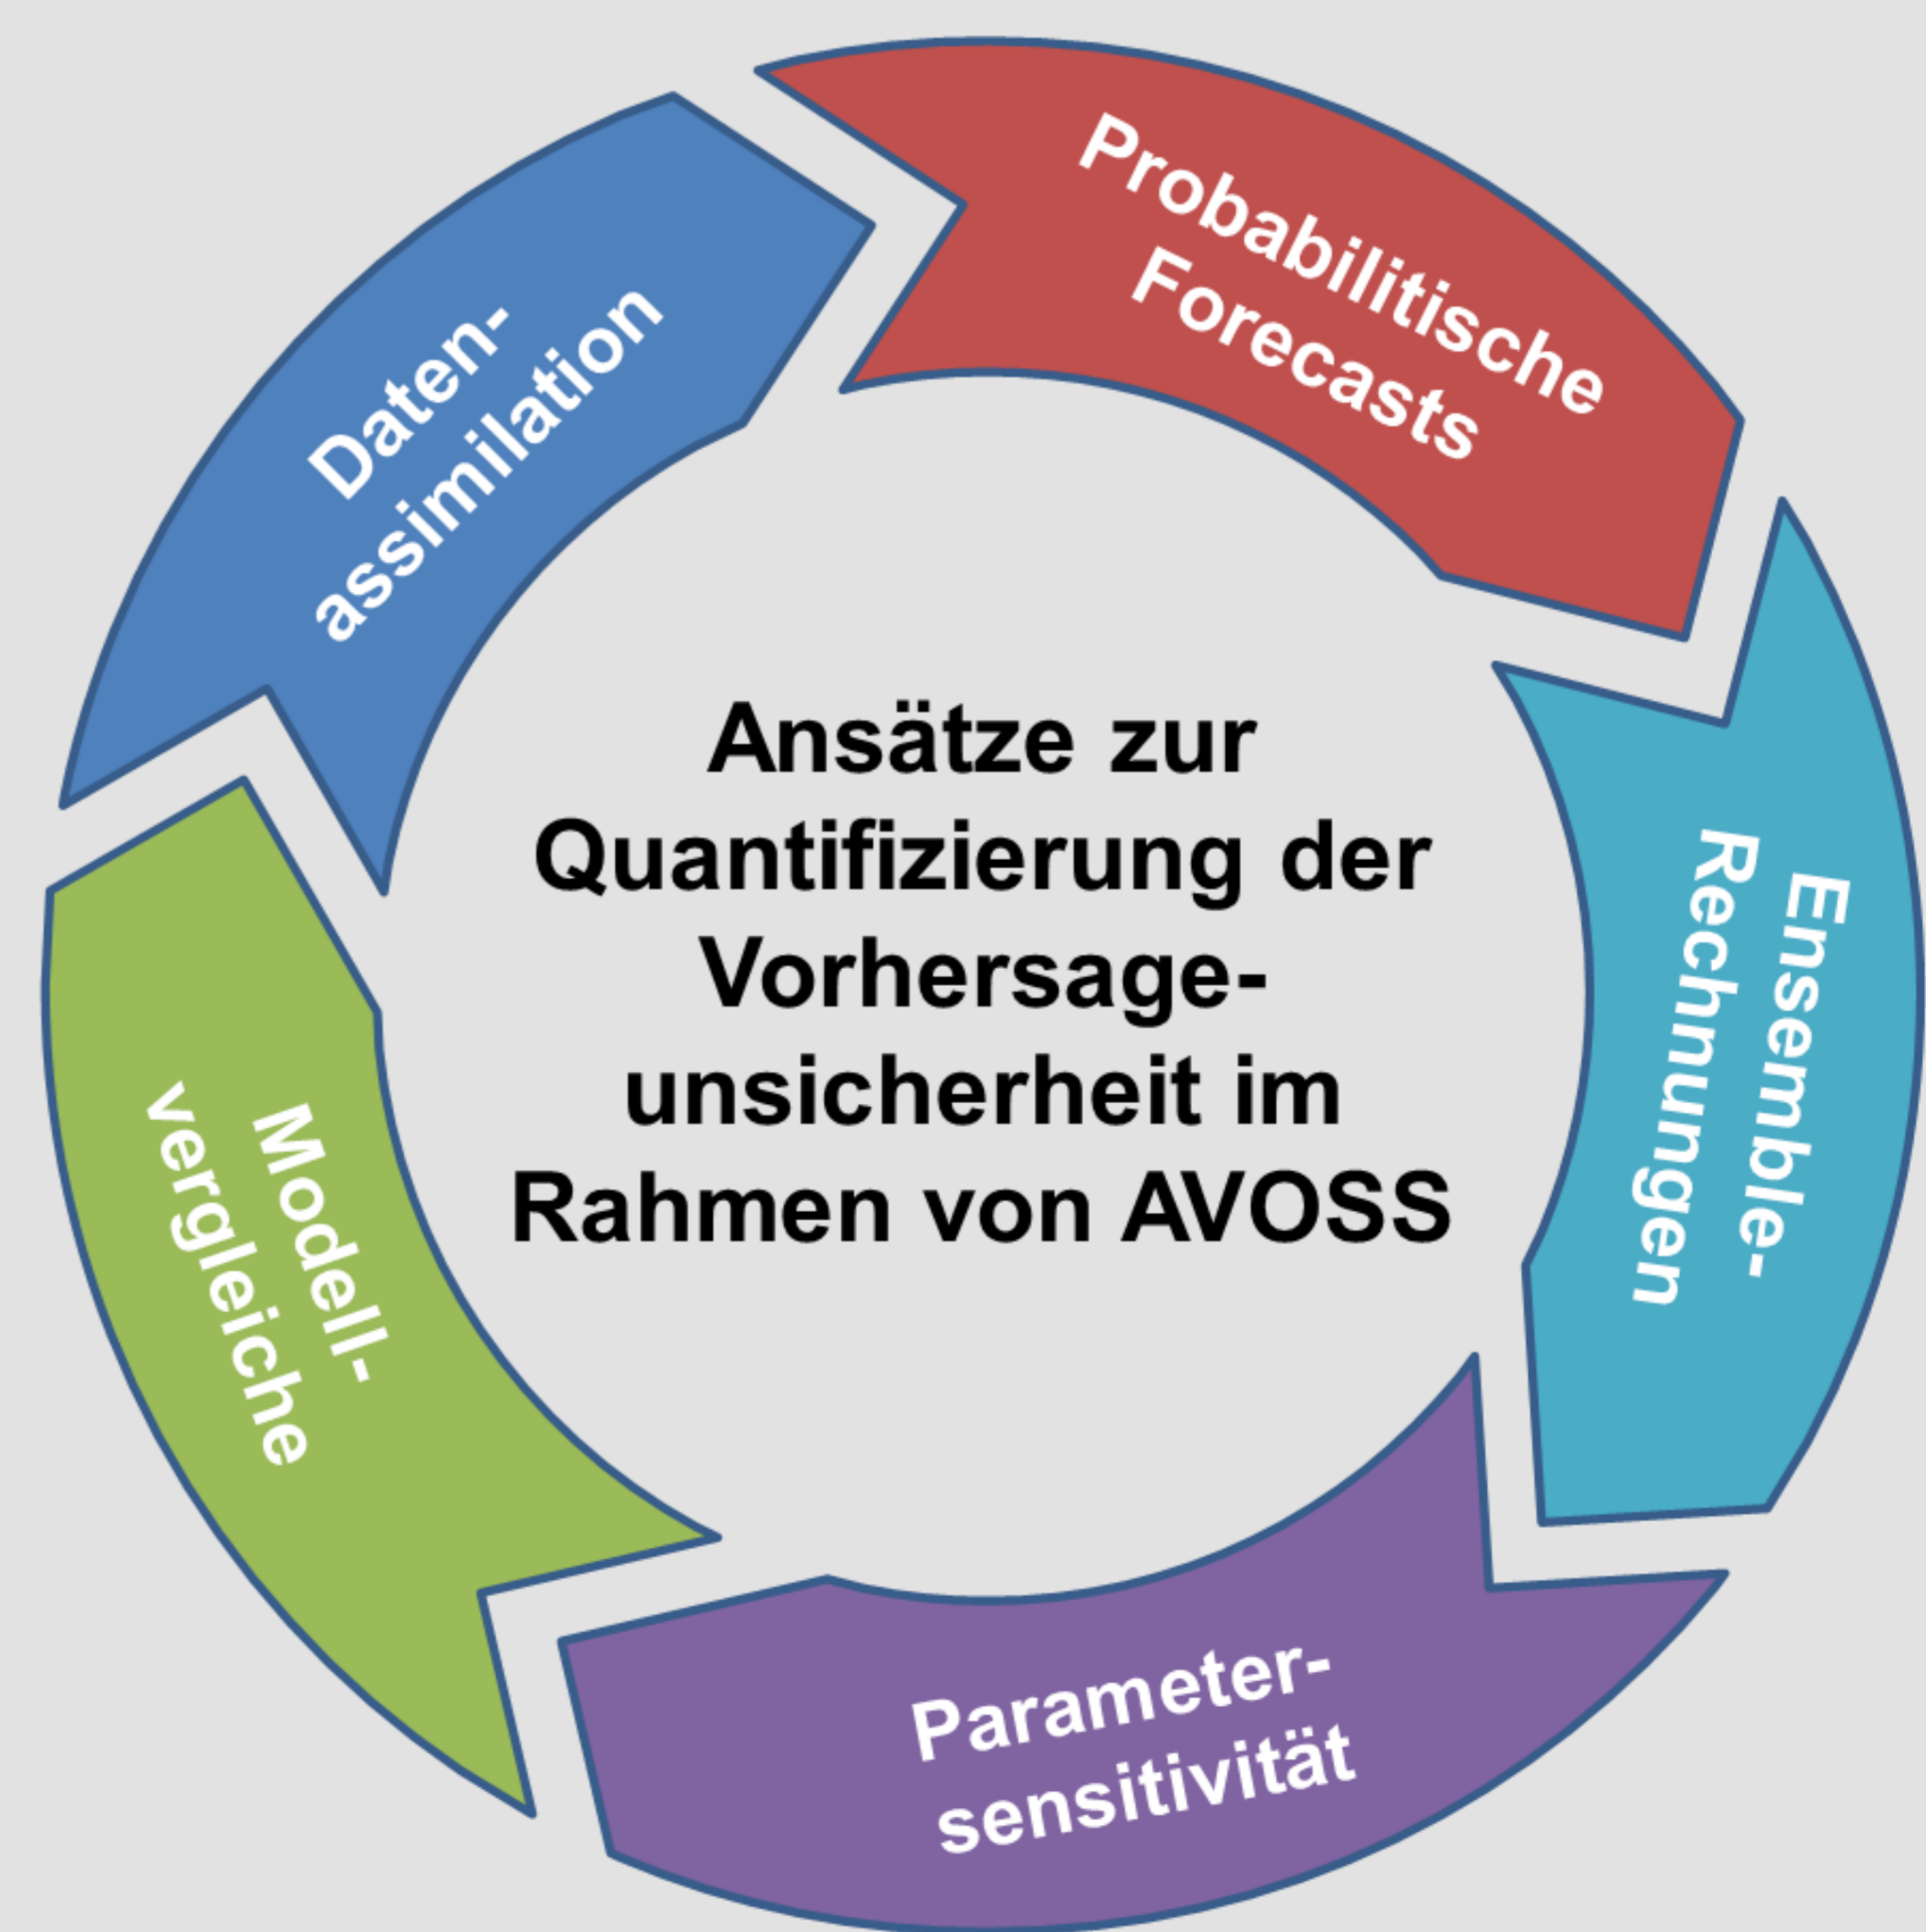 Probabilitische
Forecasts
Daten-
assimilation
Ansätze zur
Quantifizierung der
Vorhersage-
unsicherheit im
Rahmen von AVOSS
Ensemble-
Rechnungen
Modell-
vergleiche
Parameter-
sensitivität